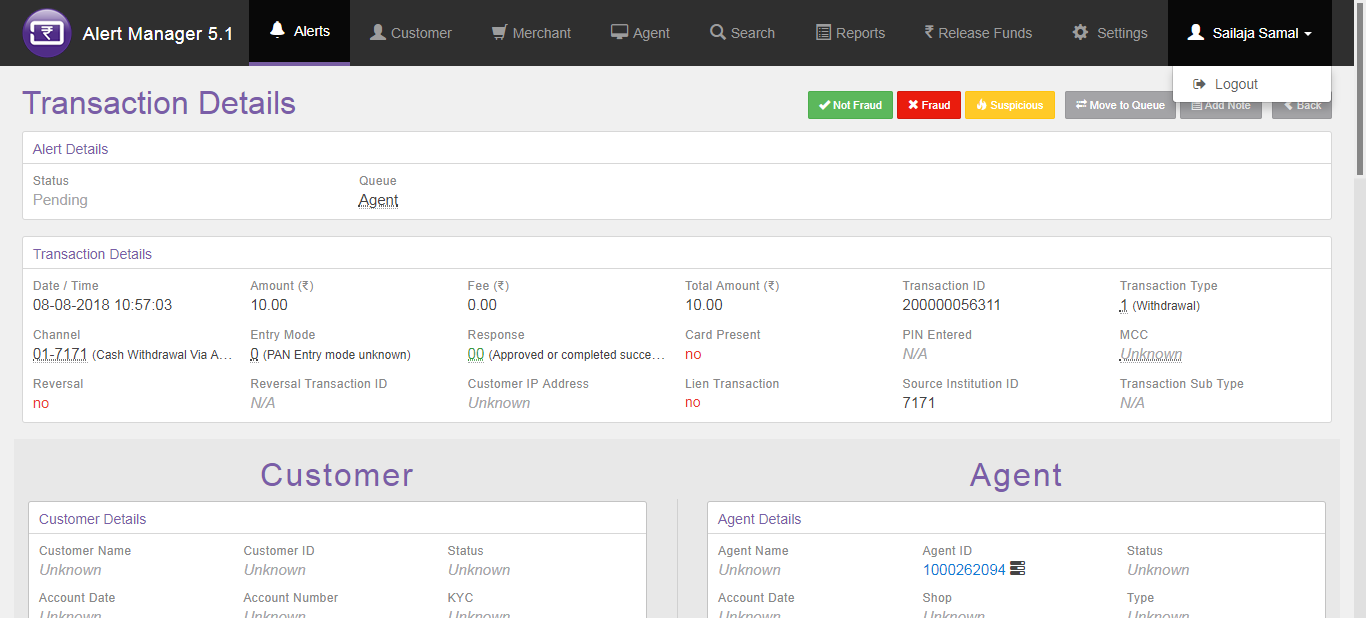 Alert Manager 5.1 Alerts Customer Merchant Agent Search Reports ₹ Release Funds Settings Sailaja Samal
Logout
Transaction Details
Not Fraud Fraud Suspicious Move to Queue Add Note Back
Alert Details
Status Queue
Pending Agent
Transaction Details
Date / Time Amount (₹) Fee (₹) Total Amount (₹) Transaction ID Transaction Type
08-08-2018 10:57:03 10.00 0.00 10.00 200000056311 1 (Withdrawal)
Channel Entry Mode Response Card Present PIN Entered MCC
01-7171 (Cash Withdrawal Via A... 0 (PAN Entry mode unknown) 00 (Approved or completed succe... no N/A Unknown
Reversal Reversal Transaction ID Customer IP Address Lien Transaction Source Institution ID Transaction Sub Type
no N/A Unknown no 7171 N/A
Customer Agent
Customer Details Agent Details
Customer Name Customer ID Status Agent Name Agent ID Status
Unknown Unknown Unknown Unknown 1000262094 Unknown
Account Date Account Number KYC Account Date Shop Type
Unknown Unknown Unknown Unknown Unknown Unknown